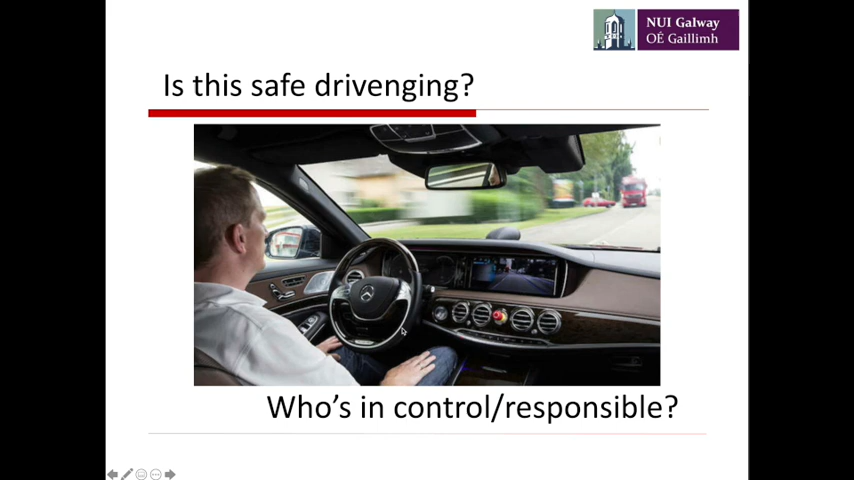 NUI Galway
OÉ Gaillimh
Is this safe drivenging?
Who's in control/responsible?